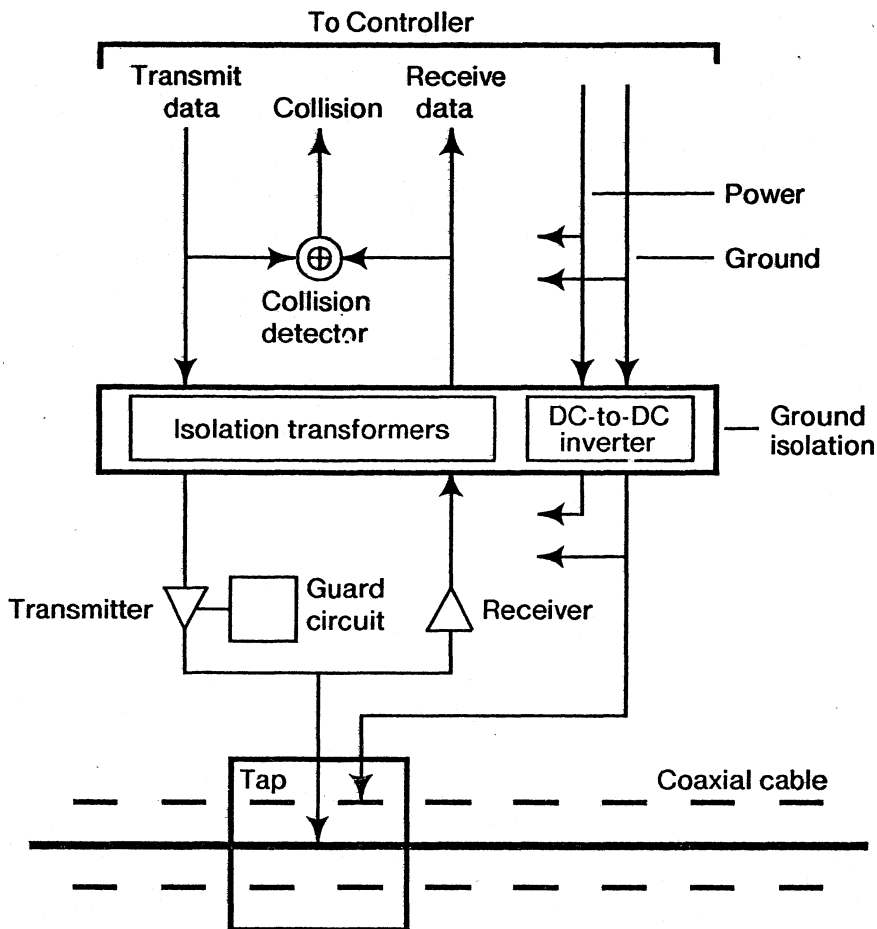 To Controller
Transmit
data
Collision
Receive
data
Power
Ground
Collision
detector
Isolation transformers
DC-to-DC
inverter
Ground
isolation
Transmitter
Guard
circuit
Receiver
Tap
Coaxial cable